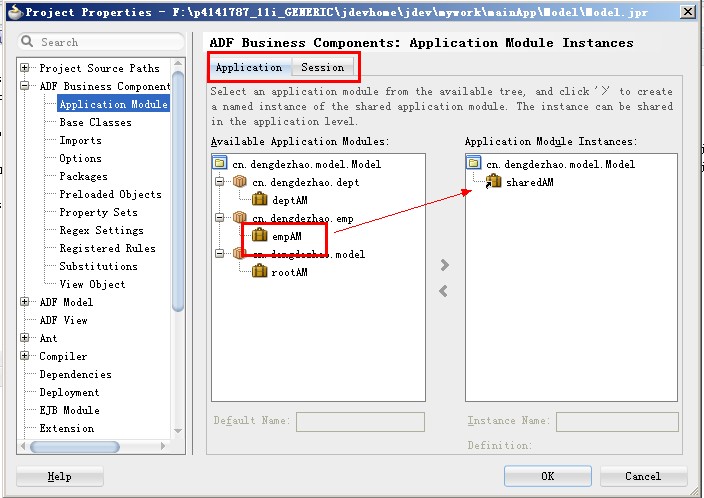 Project Properties - F:\p4141787_11i_GENERIC\jdevhome\jdev\mywork\mainApp\Model\Model.jpr
Search
ADF Business Components: Application Module Instances
Application
Session
Select an application module from the available tree, and click '>' to create
a named instance of the shared application module. The instance can be shared
in the application level.
Project Source Paths
ADF Business Component
Application Module
Base Classes
Imports
Options
Packages
Preloaded Objects
Property Sets
Regex Settings
Registered Rules
Substitutions
View Object
ADF Model
ADF View
Ant
Compiler
Dependencies
Deployment
EJB Module
Extension
Available Application Modules:
cn.dengdezhao.model.Model
cn.dengdezhao.dept
deptAM
cn.dengdezhao.emp
empAM
cn.dengdezhao.model
rootAM
Default Name:
Application Module Instances:
cn.dengdezhao.model.Model
sharedAM
Instance Name:
Definition:
Help
OK
Cancel